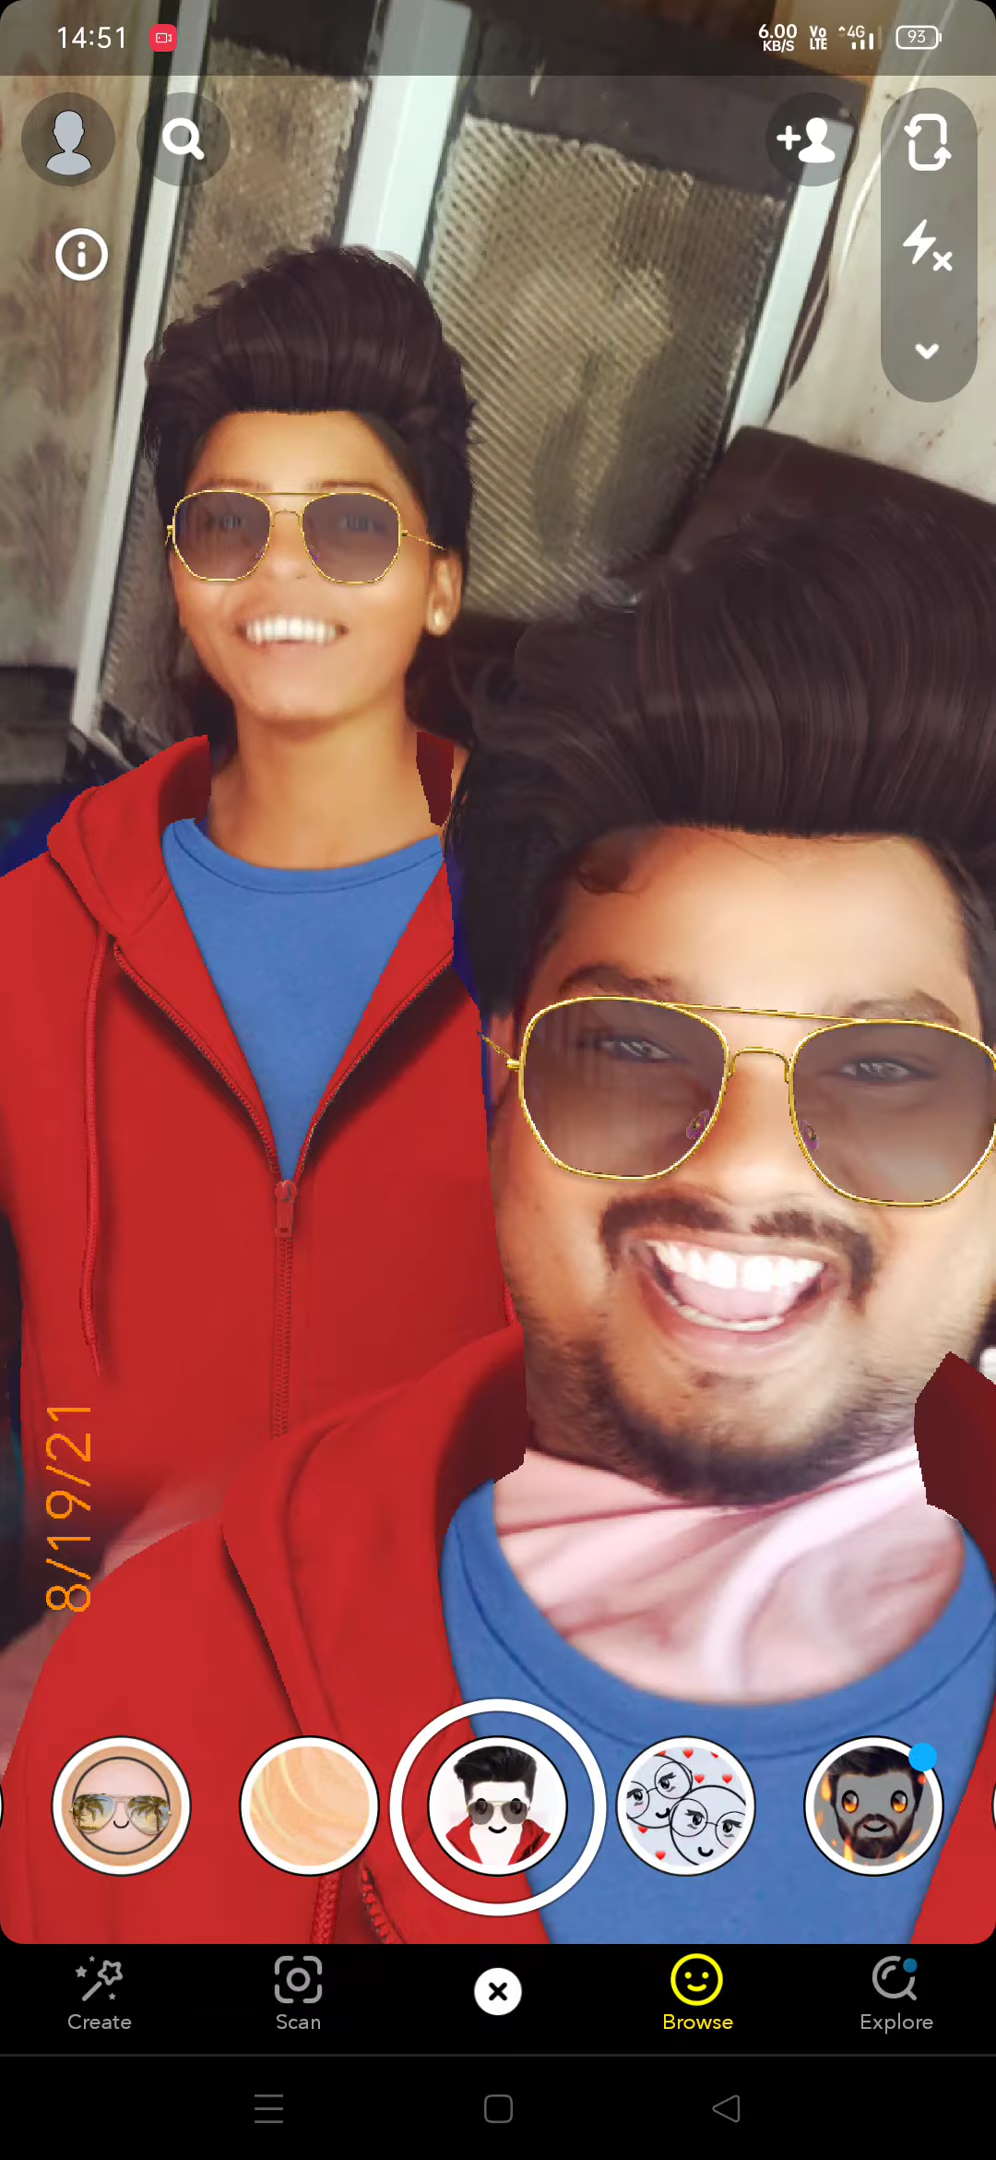 14:51
6.00
KB/S
Vo
LTE
4G
93
8/19/21
Create
Scan
Browse
Explore